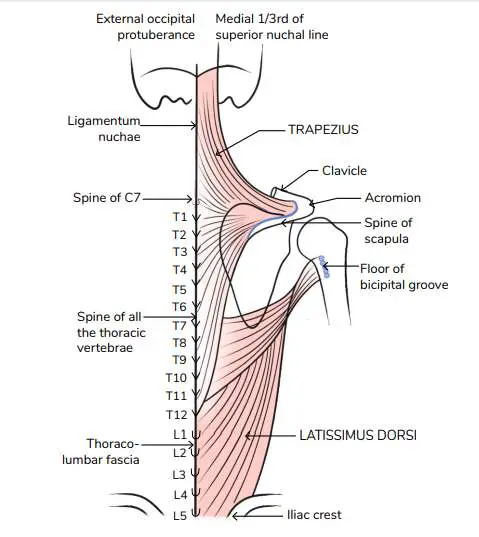 External occipital
protuberance
Medial 1/3rd of
superior nuchal line
Ligamentum
nuchae
TRAPEZIUS
Clavicle
Spine of C7
Acromion
T1
Spine of
scapula
T2
T3
T4
Floor of
bicipital groove
T5
T6
Spine of all
the thoracic
vertebrae
T7
T8
T9
T10
T11
T12
L1
LATISSIMUS DORSI
Thoraco-
lumbar fascia
L2
L3
L4
L5
Iliac crest